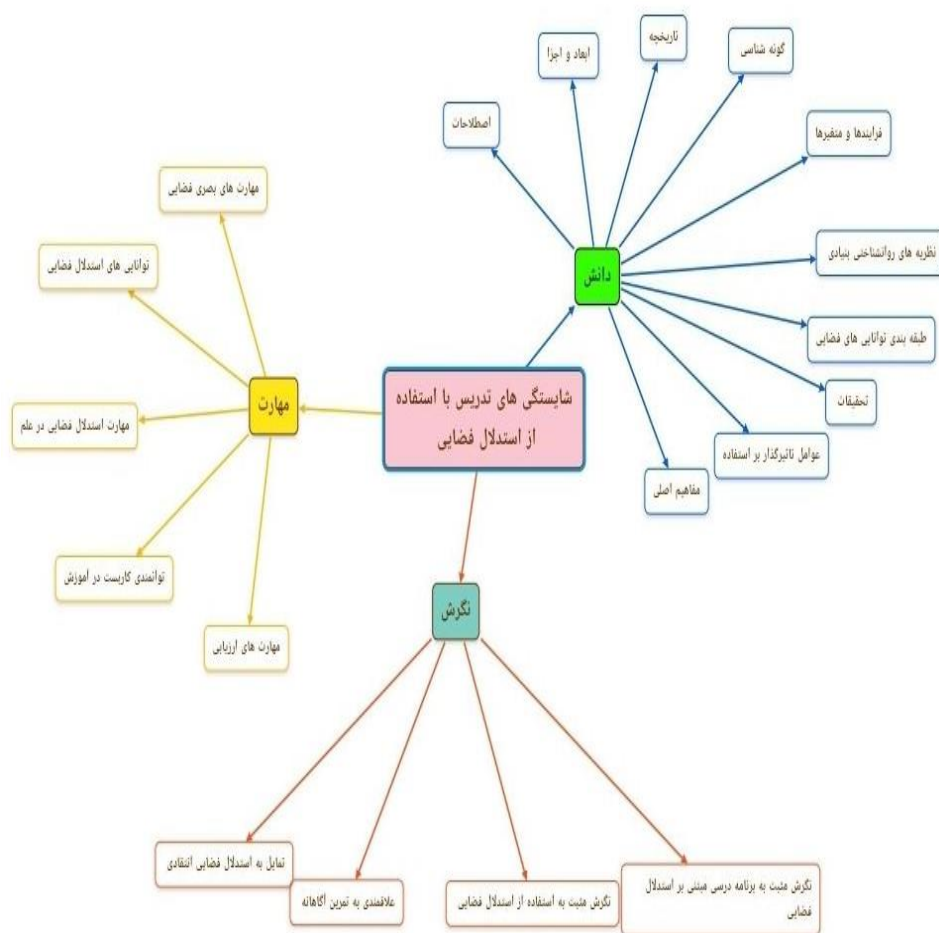 گونه شناسی
تاریخچه
ابعاد و اجزا
اصطلاحات
فرایندها و متغیرها
نظریه های روانشناختی بنیادی
طبقه بندی توانایی های فضایی
تحقیقات
عوامل تاثیرگذار بر استفاده
مفاهیم اصلی
دانش
شایستگی های تدریس با استفاده
از استدلال فضایی
مهارت
مهارت های بصری فضایی
توانایی های استدلال فضایی
مهارت استدلال فضایی در علم
توانمندی کاربست در آموزش
مهارت های ارزیابی
نگرش
نگرش مثبت به برنامه درسی مبتنی بر استدلال
فضایی
نگرش مثبت به استفاده از استدلال فضایی
علاقمندی به تمرین آگاهانه
تمایل به استدلال فضایی انتقادی